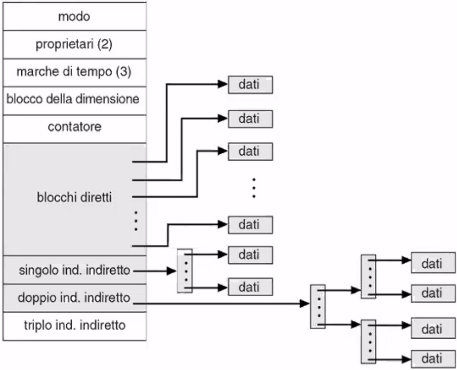 modo
proprietari (2)
marche di tempo (3)
blocco della dimensione
contatore
blocchi diretti
singolo ind. indiretto
doppio ind. indiretto
triplo ind. indiretto
dati
dati
dati
dati
dati
dati
dati
dati
dati
dati